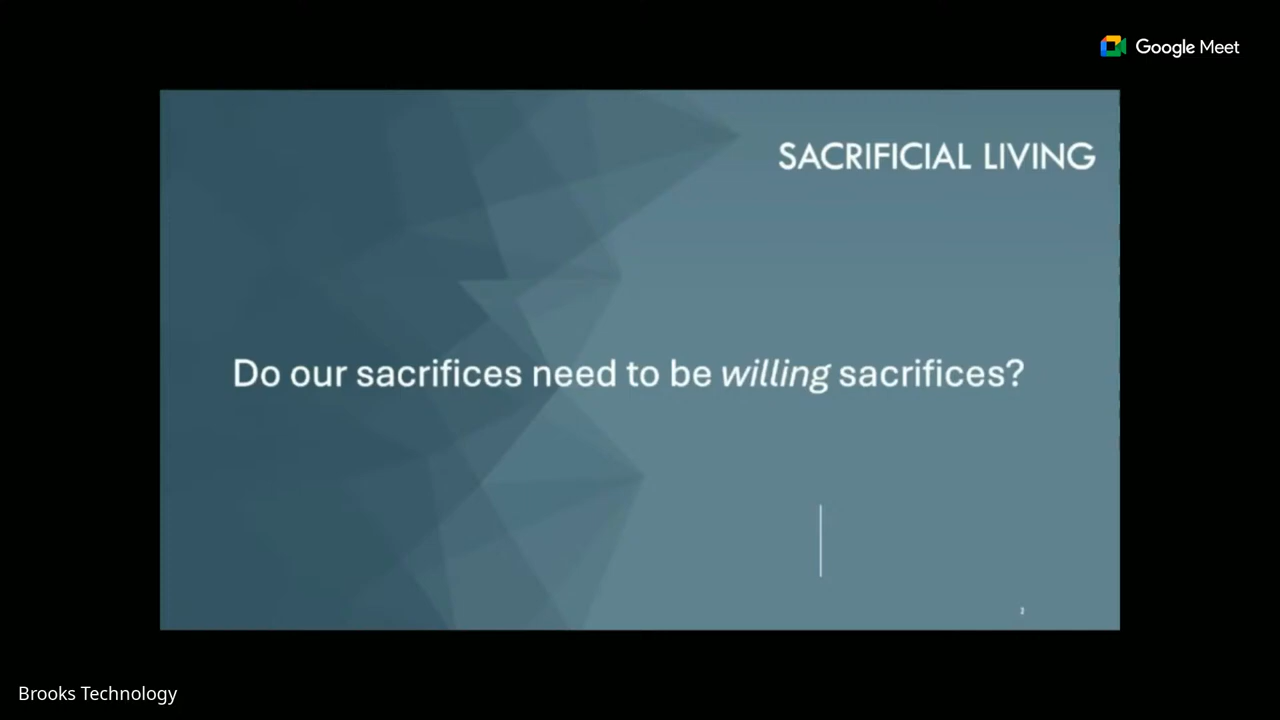 Google Meet
SACRIFICIAL LIVING
Do our sacrifices need to be willing sacrifices?
Brooks Technology